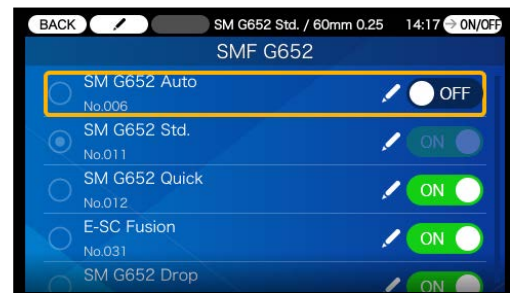 BACK SM G652 Std. / 60mm 0.25 14:17 ON/OFF
SMF G652
SM G652 Auto
OFF
No.006
SM G652 Std.
ON
No.011
SM G652 Quick
ON
No.012
E-SC Fusion
ON
No.031
SM G652 Drop
ON